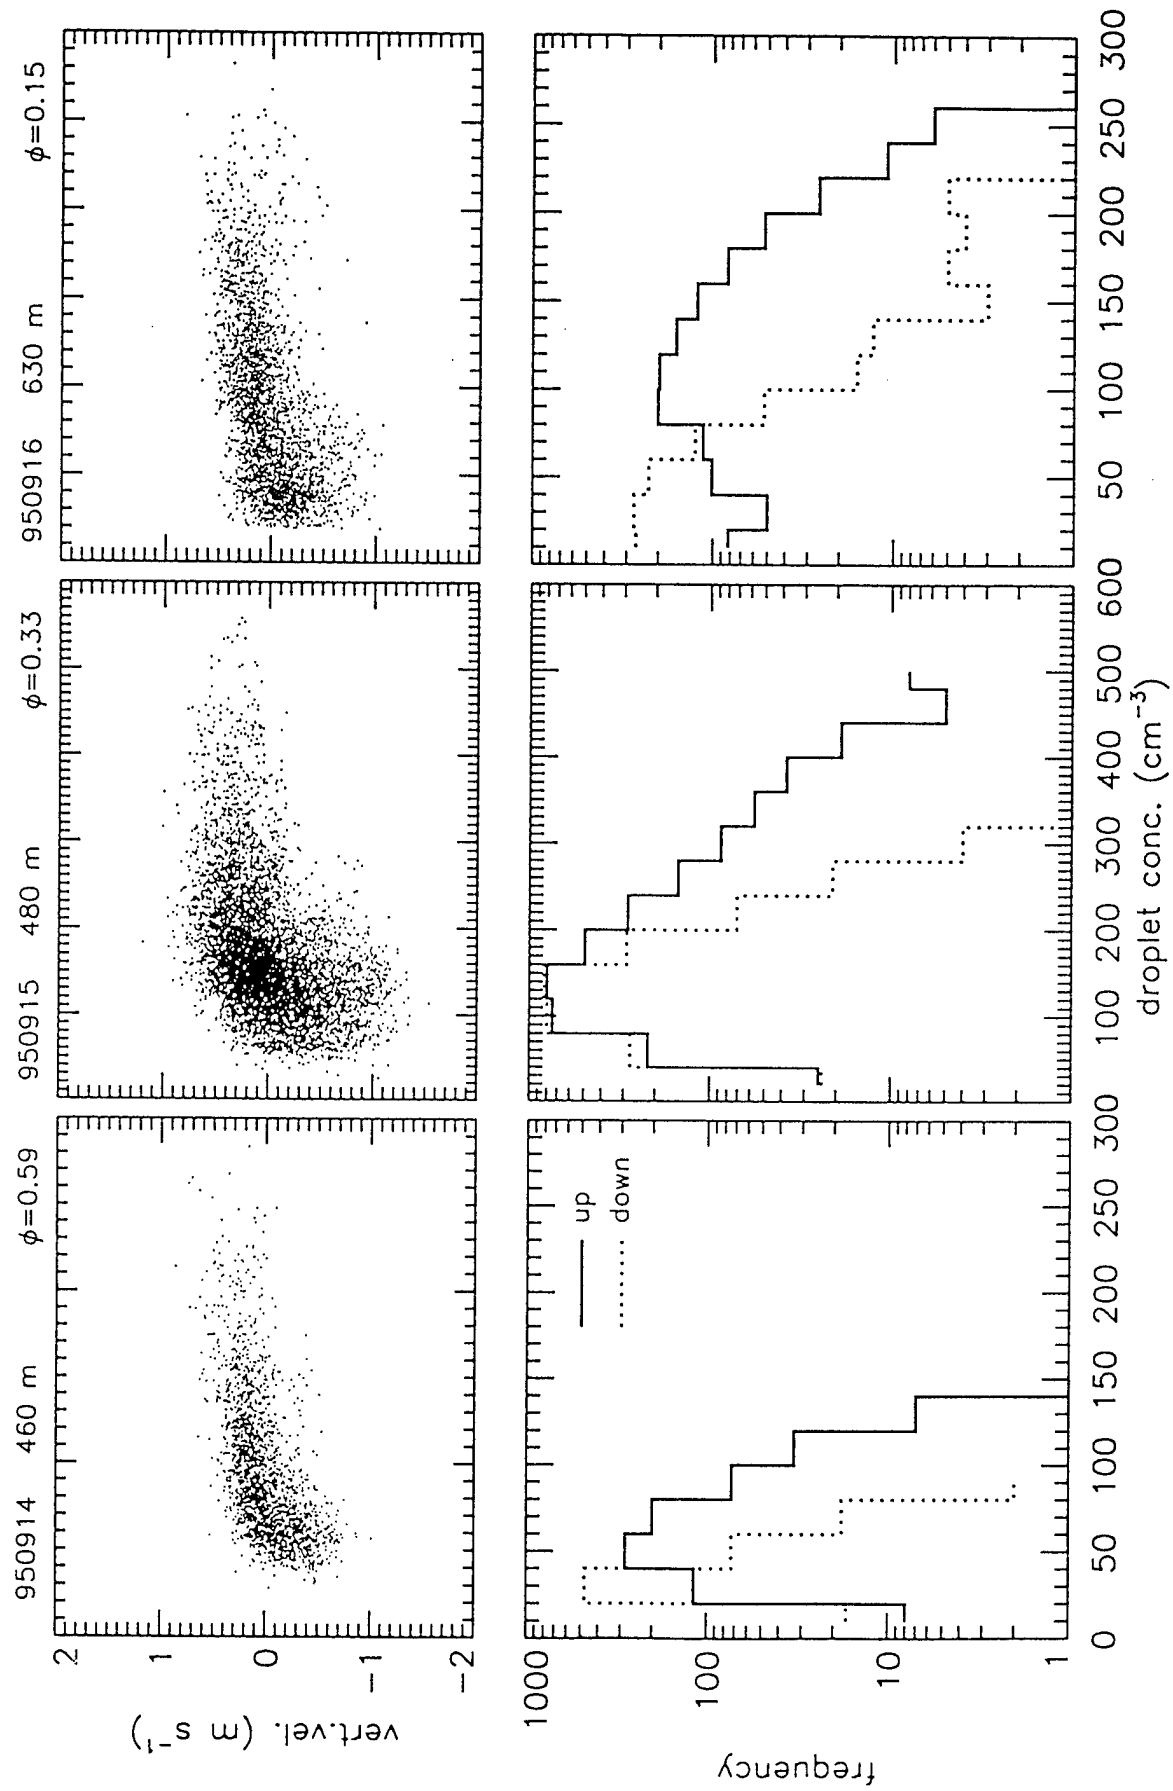 950914 460 m ϕ=0.59
950915 480 m ϕ=0.33
950916 630 m ϕ=0.15
vert.vel. (m s⁻¹)
2
1
0
−1
−2
frequency
1000
100
10
1
up
down
0 50 100 150 200 250 300
100 200 300 400 500 600
0 50 100 150 200 250 300
droplet conc. (cm⁻³)